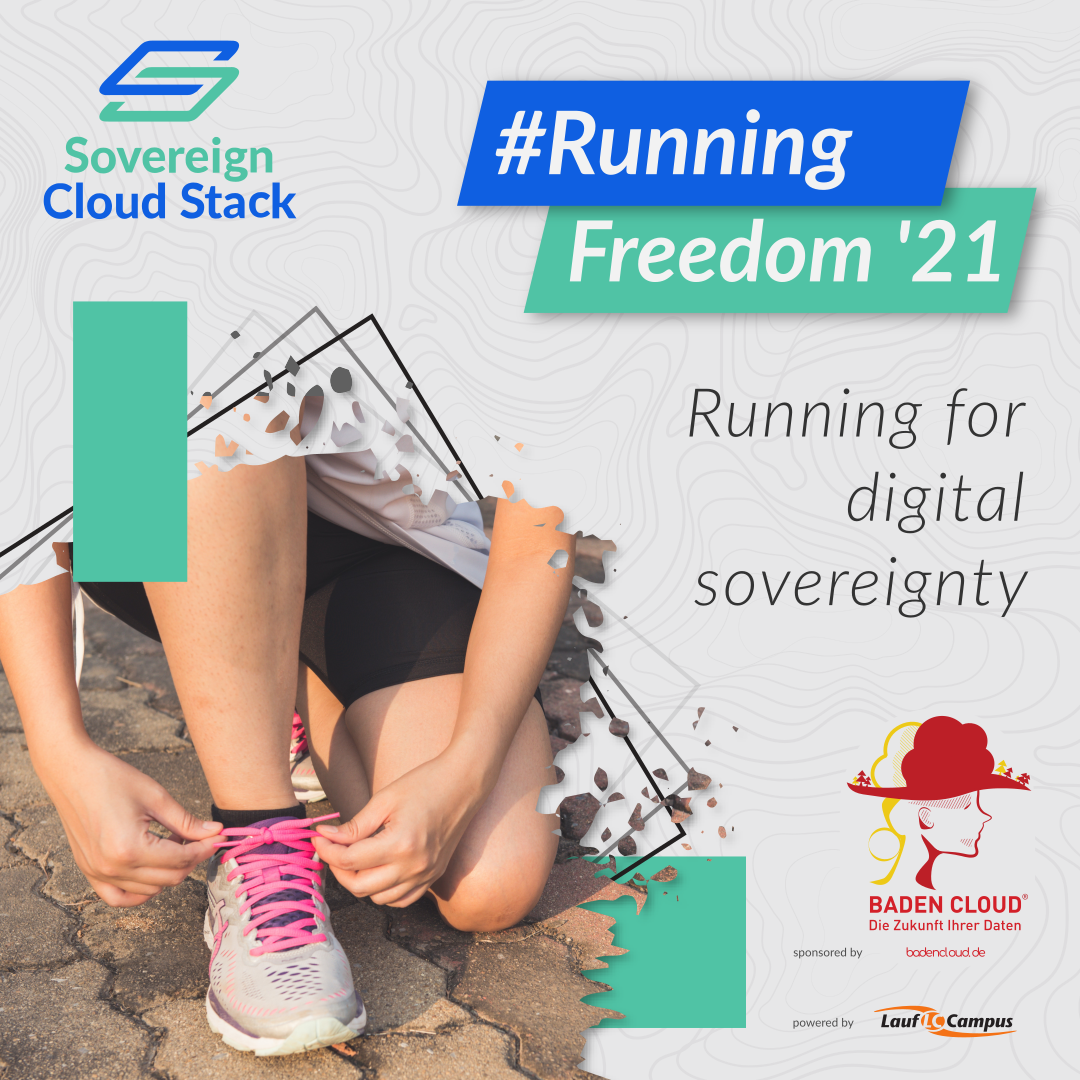 Sovereign
Cloud Stack
#Running
Freedom '21
Running for
digital
sovereignty
BADEN CLOUD®
Die Zukunft Ihrer Daten
sponsored by badencloud.de
powered by Lauf LC Campus